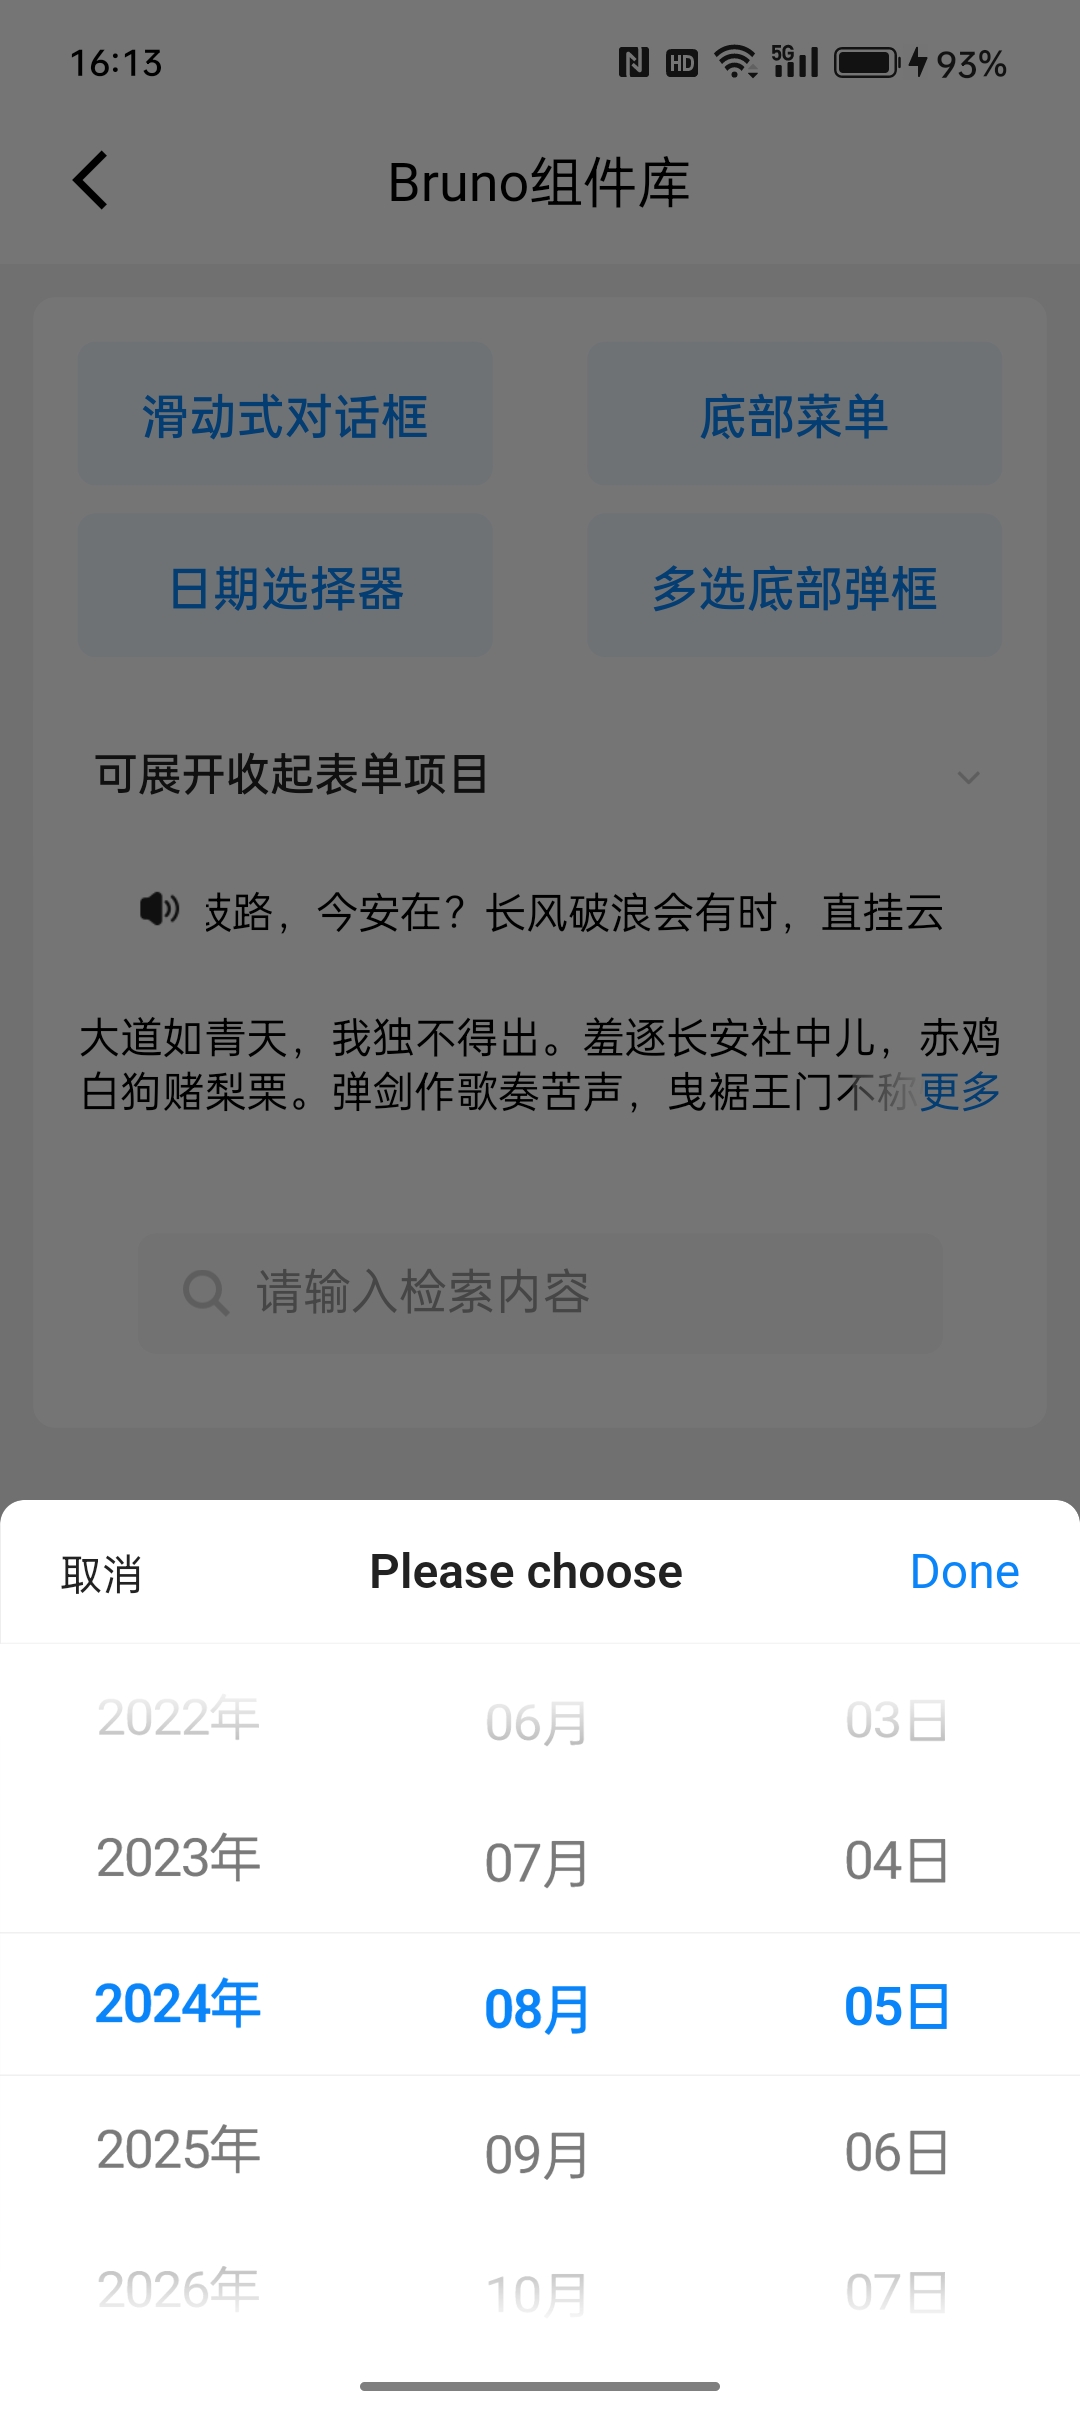 16:13
HD
5G
93%
Bruno组件库
滑动式对话框
底部菜单
日期选择器
多选底部弹框
可展开收起表单项目
路，今安在？长风破浪会有时，直挂云
大道如青天，我独不得出。羞逐长安社中儿，赤鸡
白狗赌梨栗。弹剑作歌奏苦声，曳裾王门不称更多
请输入检索内容
取消
Please choose
Done
2022年 06月 03日
2023年 07月 04日
2024年 08月 05日
2025年 09月 06日
2026年 10月 07日